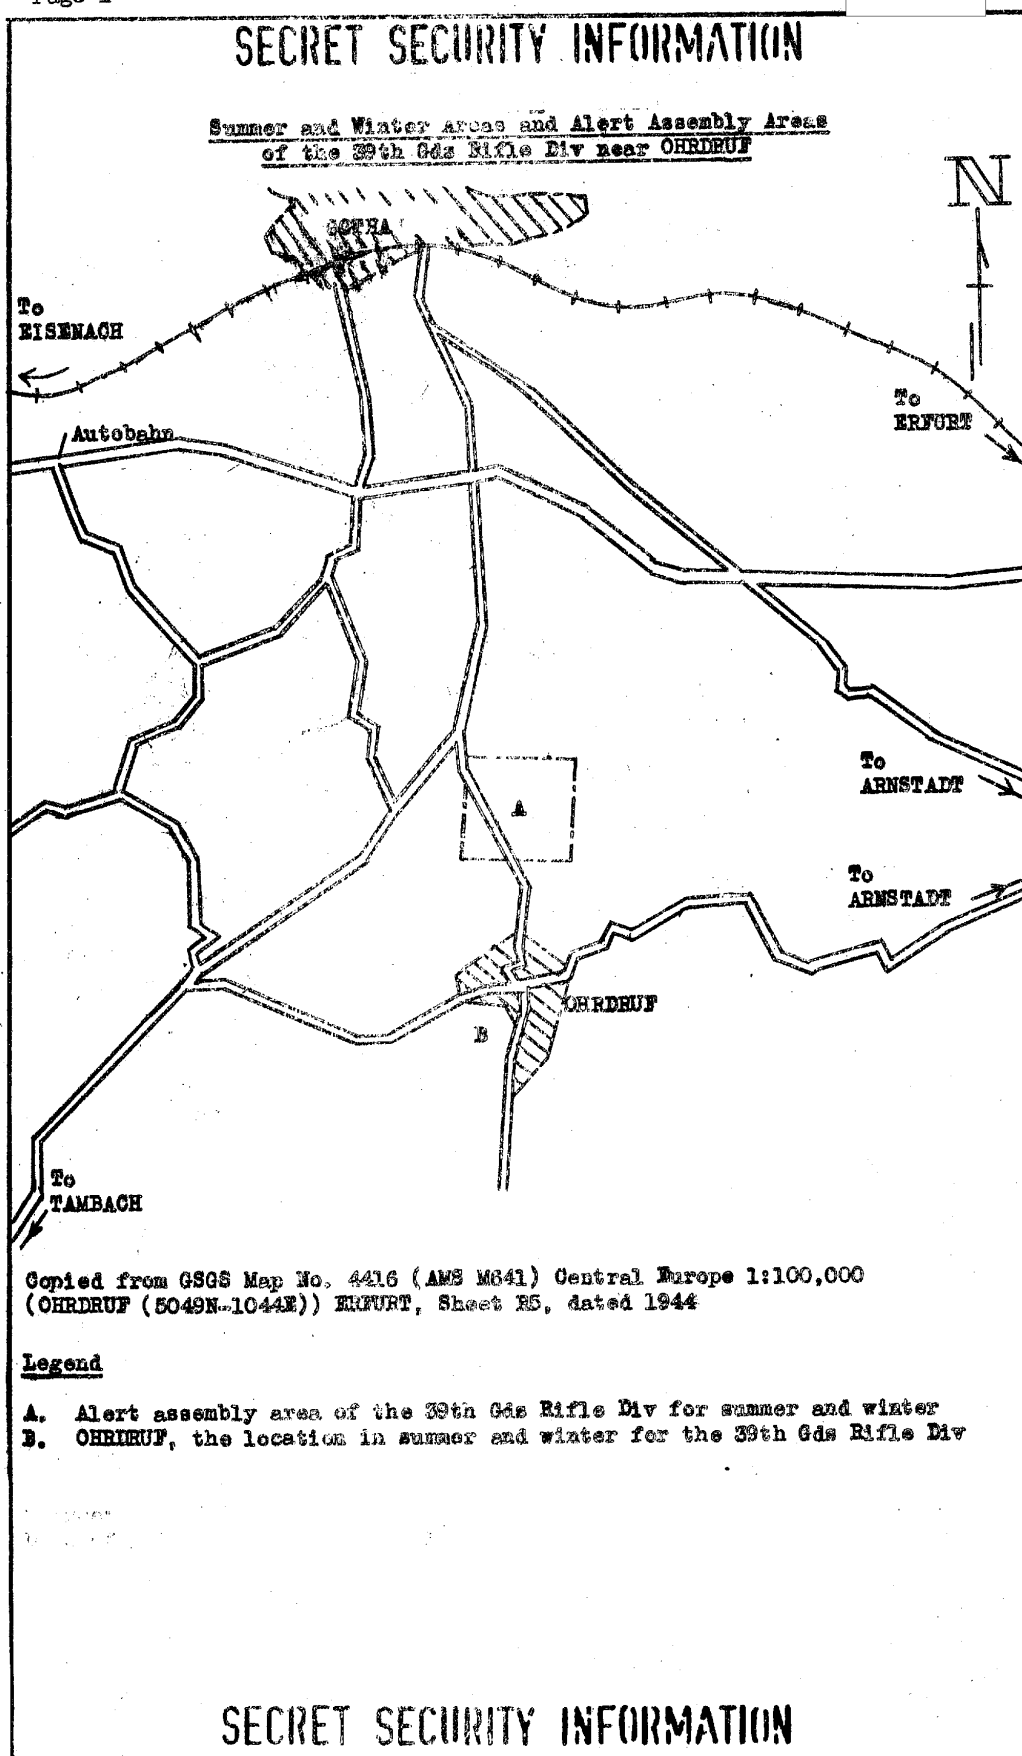 Page 2
SECRET SECURITY INFORMATION
Summer and Winter Areas and Alert Assembly Areas
of the 39th Gds Rifle Div near OHRDRUF
N
GOTHA
To
EISENACH
To
ERFURT
Autobahn
To
ARNSTADT
A
To
ARNSTADT
OHRDRUF
B
To
TAMBACH
Copied from GSGS Map No. 4416 (AMS M641) Central Europe 1:100,000
(OHRDRUF (5049N-1044E)) ERFURT, Sheet R5, dated 1944
Legend
A. Alert assembly area of the 39th Gds Rifle Div for summer and winter
B. OHRDRUF, the location in summer and winter for the 39th Gds Rifle Div
SECRET SECURITY INFORMATION